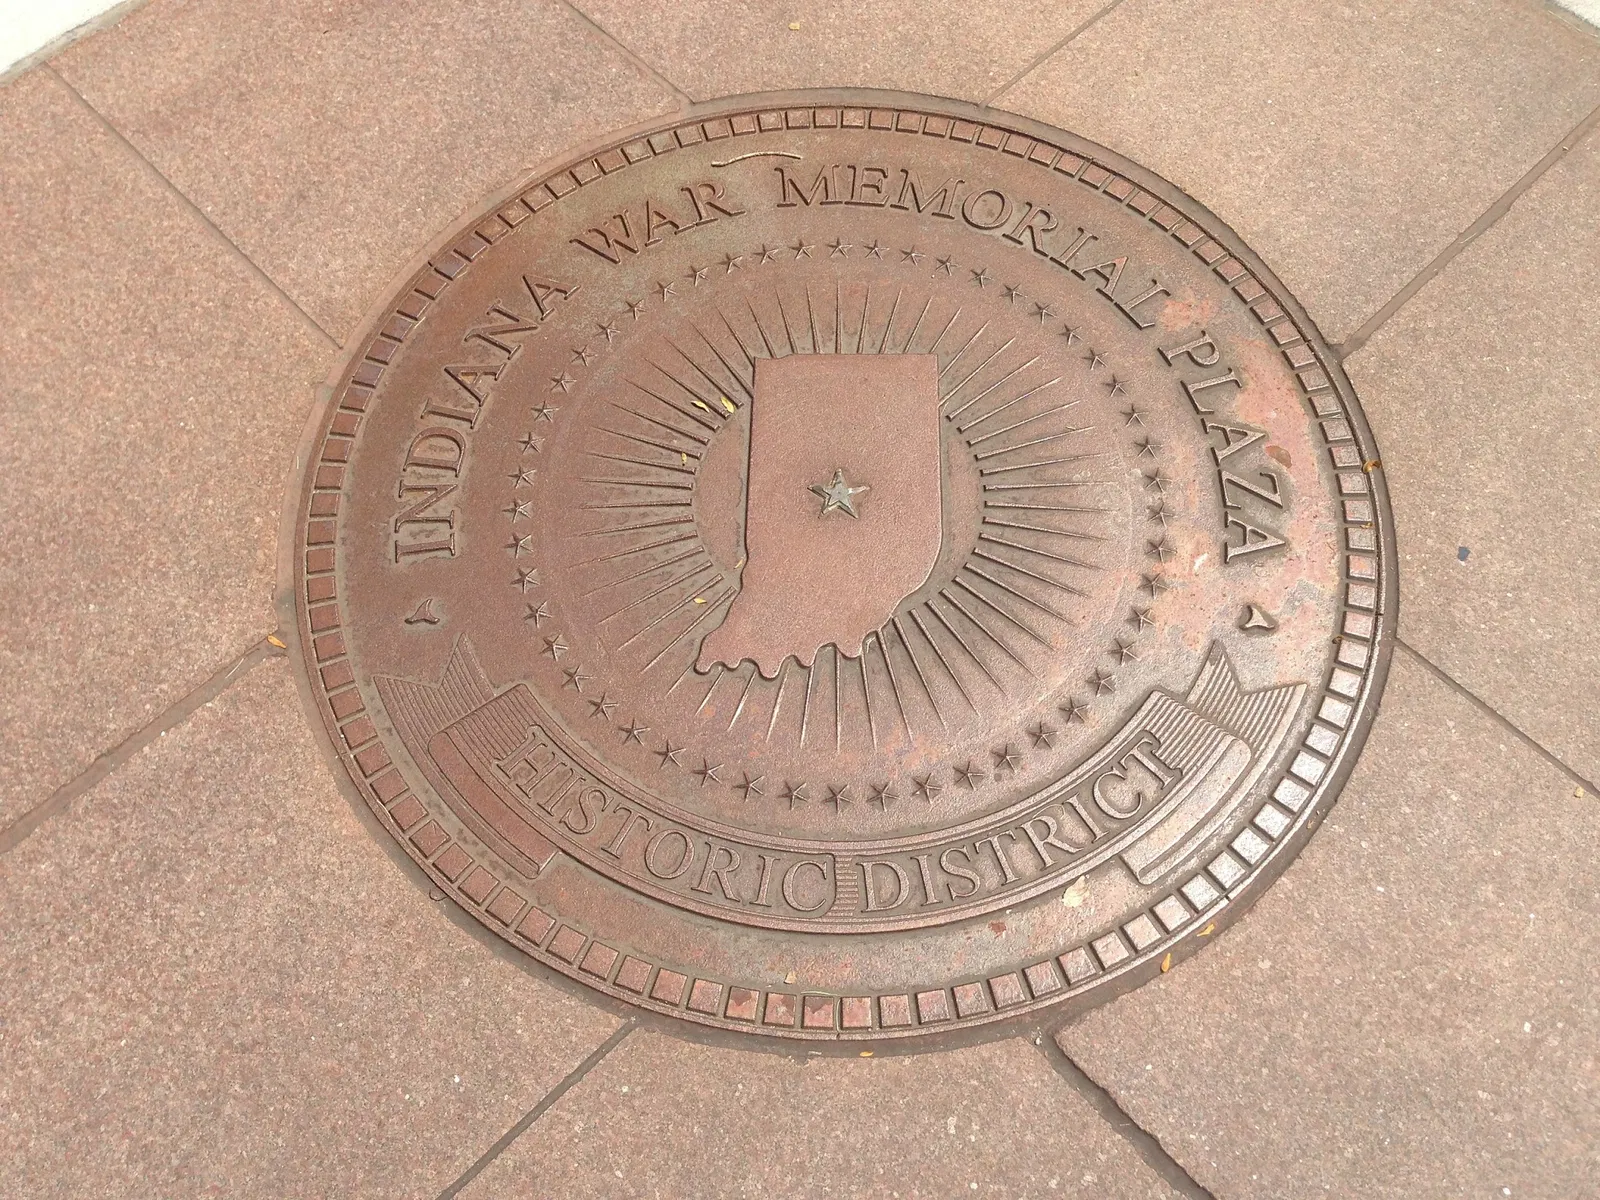 INDIANA WAR MEMORIAL PLAZA
HISTORIC DISTRICT